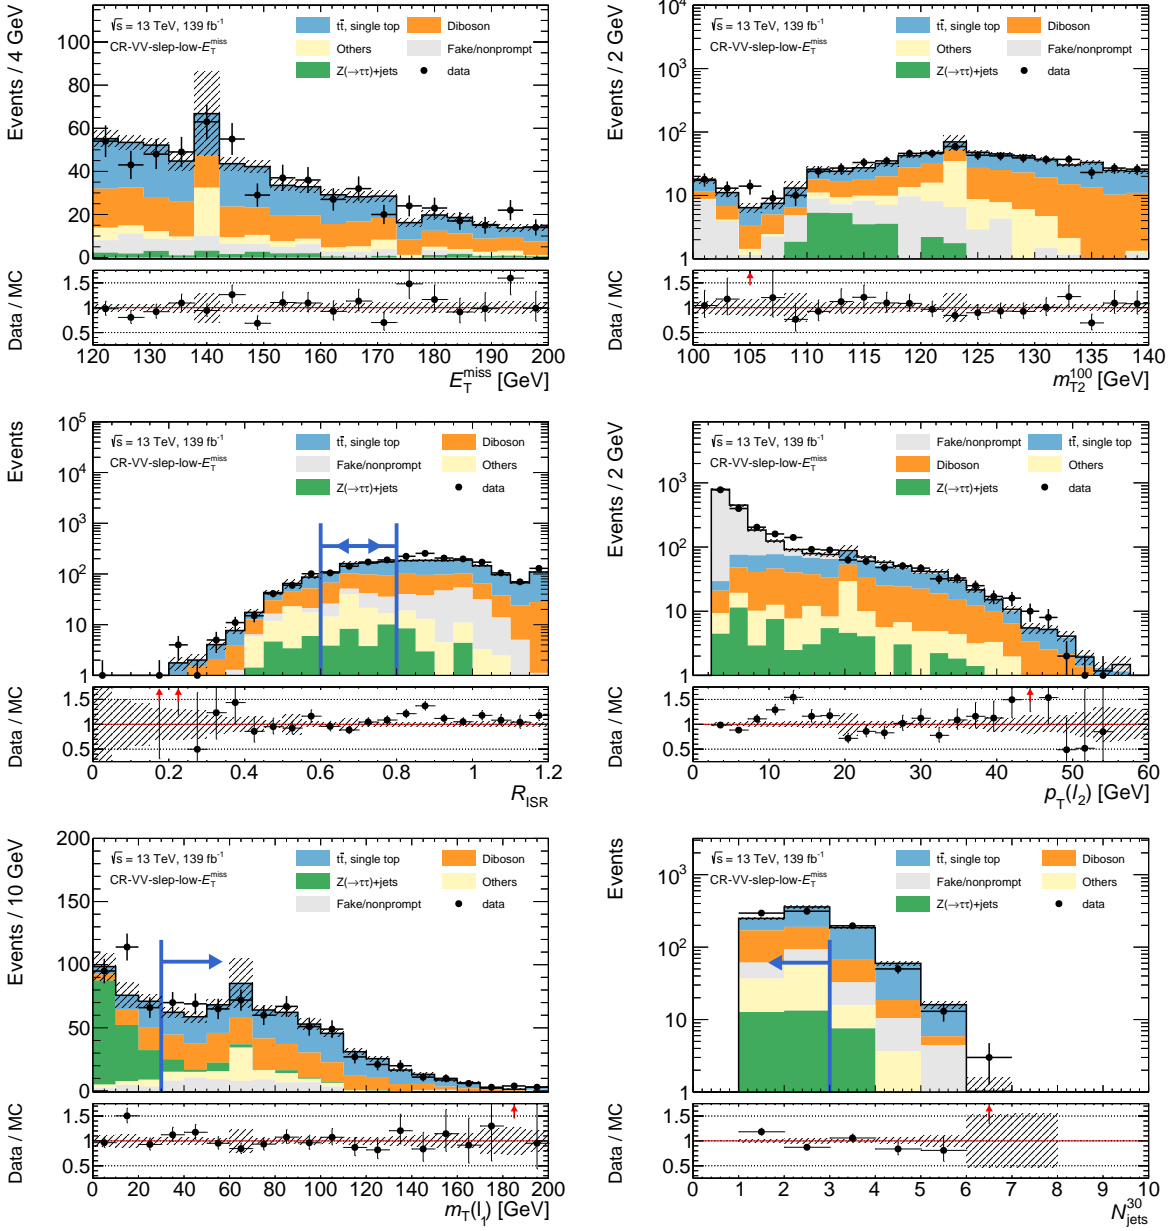 Events / 4 GeV
100
80
60
40
20
0
√s = 13 TeV, 139 fb⁻¹
CR-VV-slep-low-E_T^miss
tt̄, single top
Diboson
Others
Fake/nonprompt
Z(→ττ)+jets
data
Data / MC
1.5
1
0.5
120 130 140 150 160 170 180 190 200
E_T^miss [GeV]
Events / 2 GeV
10⁴
10³
10²
10
1
√s = 13 TeV, 139 fb⁻¹
CR-VV-slep-low-E_T^miss
tt̄, single top
Diboson
Others
Fake/nonprompt
Z(→ττ)+jets
data
Data / MC
1.5
1
0.5
100 105 110 115 120 125 130 135 140
m_T2^100 [GeV]
Events
10⁵
10⁴
10³
10²
10
1
√s = 13 TeV, 139 fb⁻¹
CR-VV-slep-low-E_T^miss
tt̄, single top
Diboson
Fake/nonprompt
Others
Z(→ττ)+jets
data
Data / MC
1.5
1
0.5
0 0.2 0.4 0.6 0.8 1 1.2
R_ISR
Events / 2 GeV
10³
10²
10
1
√s = 13 TeV, 139 fb⁻¹
CR-VV-slep-low-E_T^miss
Fake/nonprompt
tt̄, single top
Diboson
Others
Z(→ττ)+jets
data
Data / MC
1.5
1
0.5
0 10 20 30 40 50 60
p_T(l_2) [GeV]
Events / 10 GeV
200
150
100
50
0
√s = 13 TeV, 139 fb⁻¹
CR-VV-slep-low-E_T^miss
tt̄, single top
Diboson
Z(→ττ)+jets
Others
Fake/nonprompt
data
Data / MC
1.5
1
0.5
0 20 40 60 80 100 120 140 160 180 200
m_T(l_1) [GeV]
Events
10³
10²
10
1
√s = 13 TeV, 139 fb⁻¹
CR-VV-slep-low-E_T^miss
tt̄, single top
Diboson
Fake/nonprompt
Others
Z(→ττ)+jets
data
Data / MC
1.5
1
0.5
0 1 2 3 4 5 6 7 8 9 10
N_jets^30